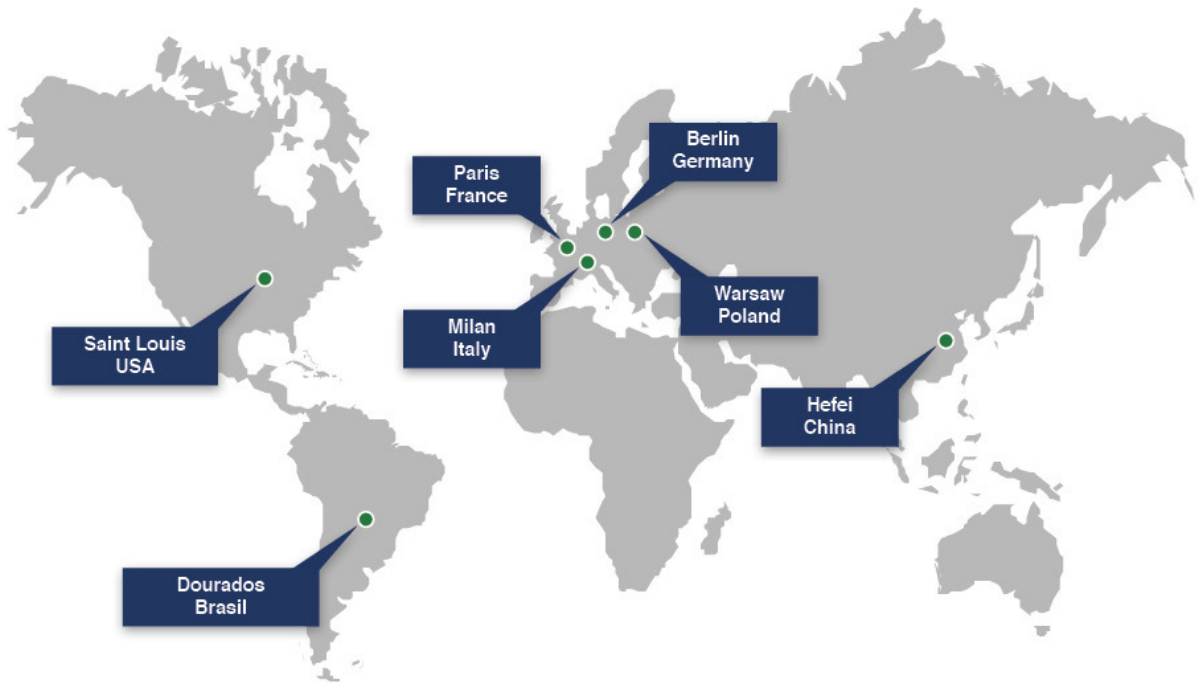 Berlin
Germany
Paris
France
Warsaw
Poland
Milan
Italy
Saint Louis
USA
Hefei
China
Dourados
Brasil